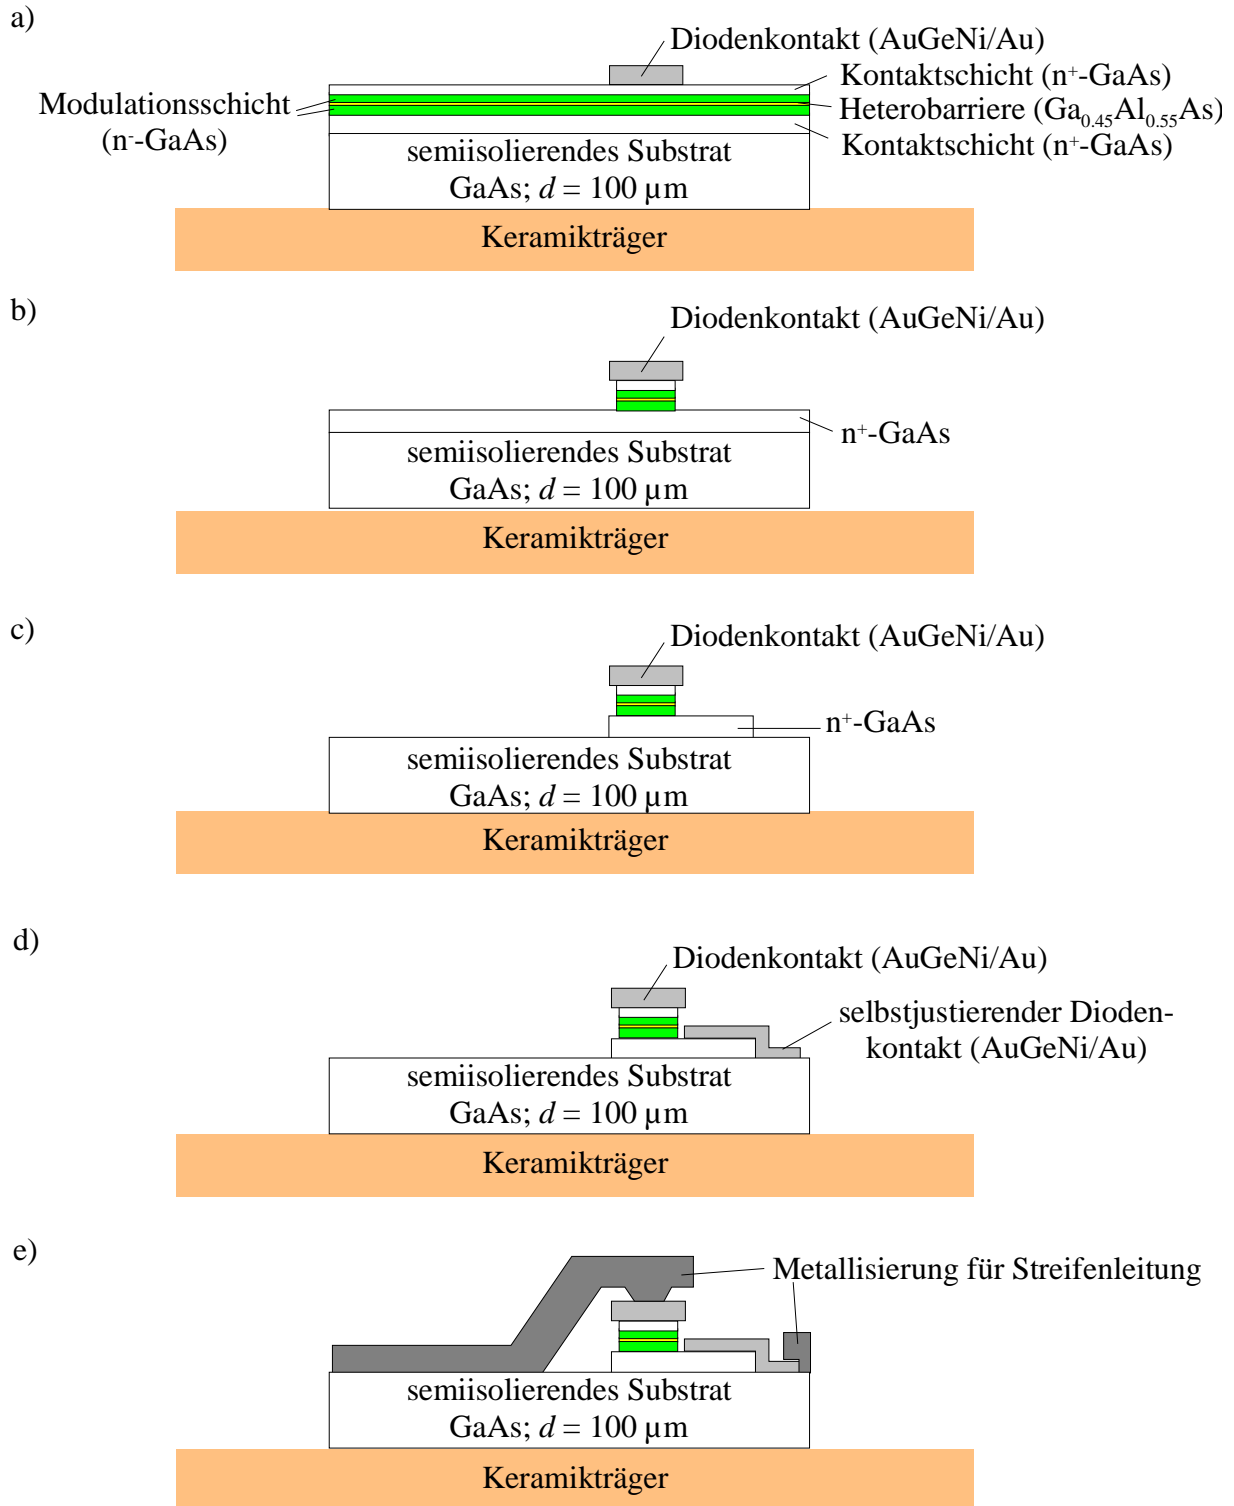 a)
Diodenkontakt (AuGeNi/Au)
Kontaktschicht (n⁺-GaAs)
Modulationsschicht
(n⁻-GaAs)
Heterobarriere (Ga₀.₄₅Al₀.₅₅As)
Kontaktschicht (n⁺-GaAs)
semiisolierendes Substrat
GaAs; d = 100 µm
Keramikträger
b)
Diodenkontakt (AuGeNi/Au)
n⁺-GaAs
semiisolierendes Substrat
GaAs; d = 100 µm
Keramikträger
c)
Diodenkontakt (AuGeNi/Au)
n⁺-GaAs
semiisolierendes Substrat
GaAs; d = 100 µm
Keramikträger
d)
Diodenkontakt (AuGeNi/Au)
selbstjustierender Dioden-
kontakt (AuGeNi/Au)
semiisolierendes Substrat
GaAs; d = 100 µm
Keramikträger
e)
Metallisierung für Streifenleitung
semiisolierendes Substrat
GaAs; d = 100 µm
Keramikträger